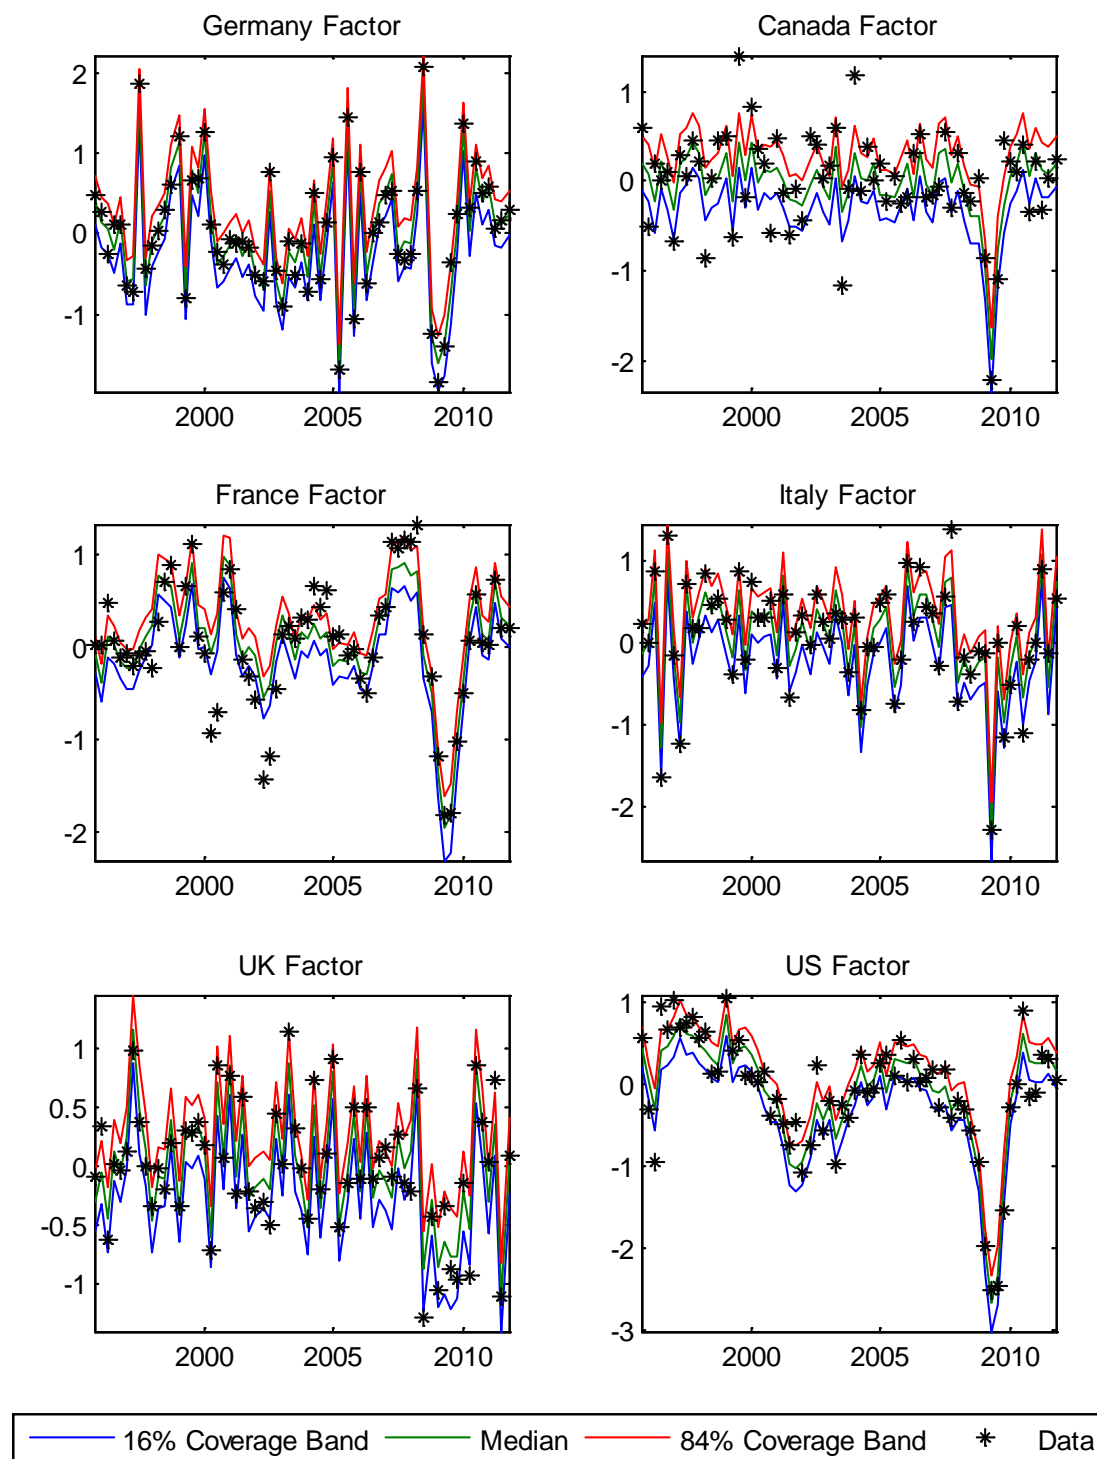 Germany Factor
2
1
0
-1
2000 2005 2010
Canada Factor
1
0
-1
-2
2000 2005 2010
France Factor
1
0
-1
-2
2000 2005 2010
Italy Factor
1
0
-1
-2
2000 2005 2010
UK Factor
1
0.5
0
-0.5
-1
2000 2005 2010
US Factor
1
0
-1
-2
-3
2000 2005 2010
16% Coverage Band Median 84% Coverage Band Data